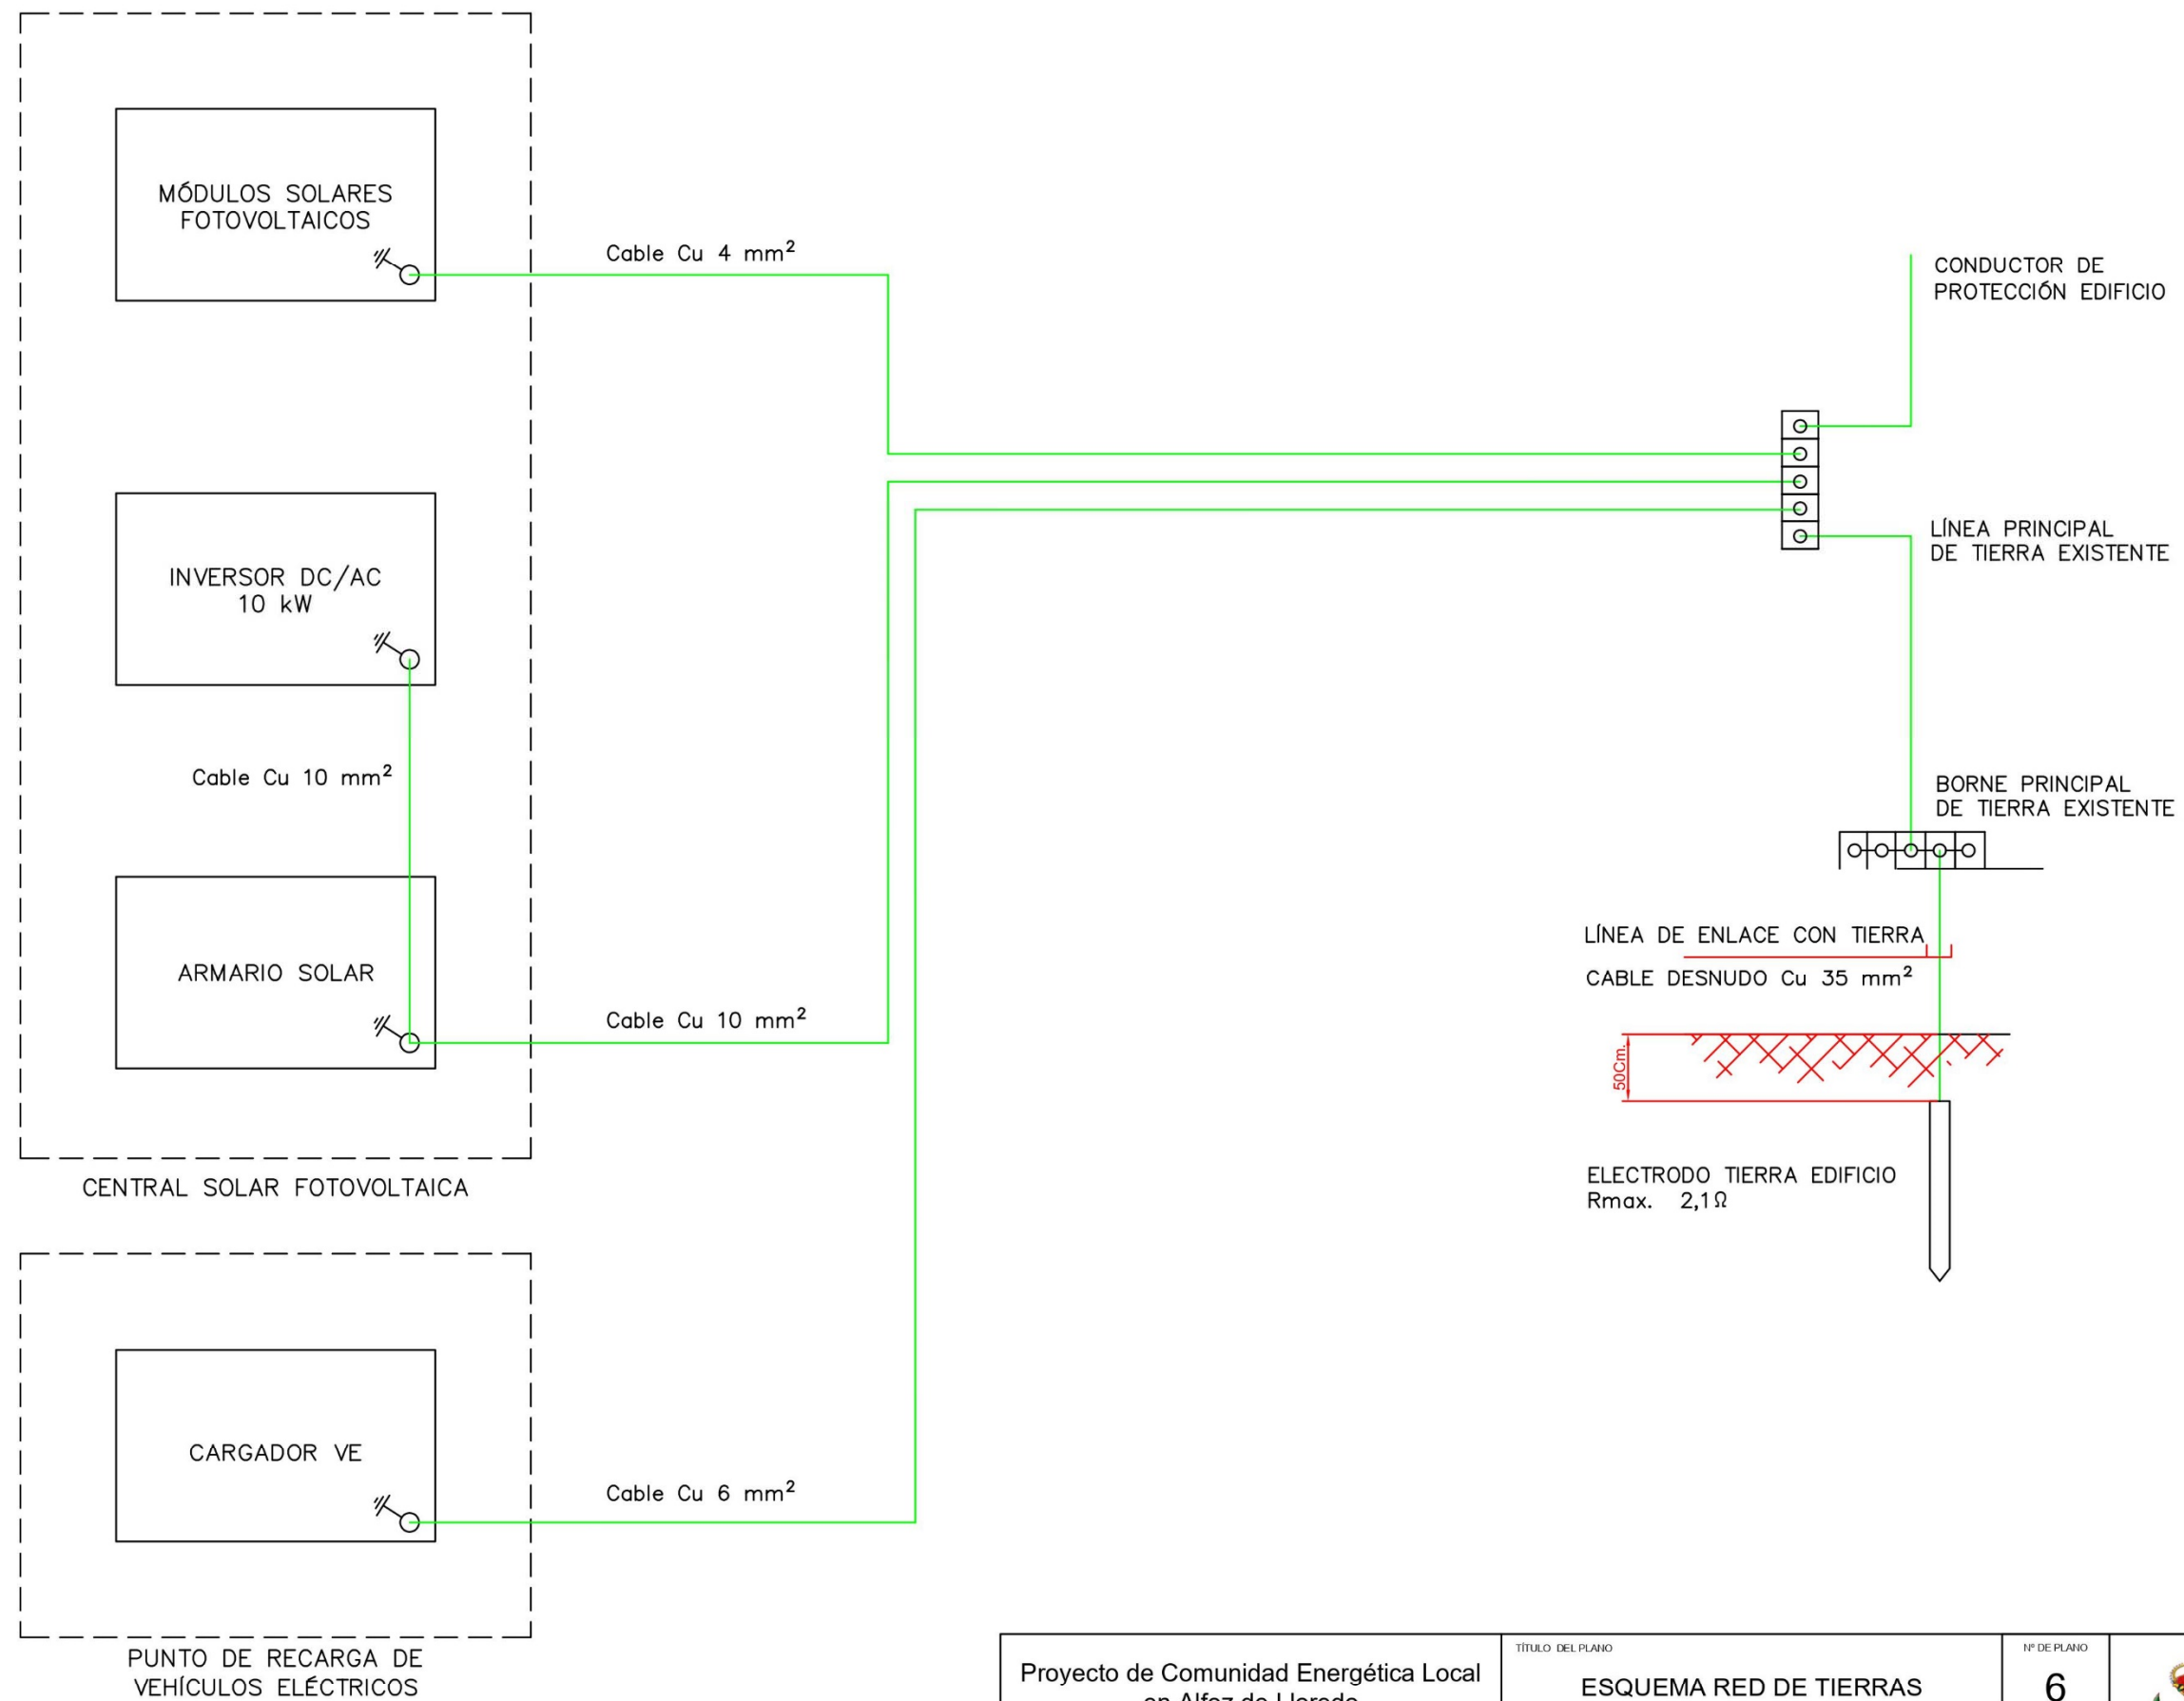 MÓDULOS SOLARES
FOTOVOLTAICOS
Cable Cu 4 mm²
CONDUCTOR DE
PROTECCIÓN EDIFICIO
INVERSOR DC/AC
10 kW
LÍNEA PRINCIPAL
DE TIERRA EXISTENTE
Cable Cu 10 mm²
BORNE PRINCIPAL
DE TIERRA EXISTENTE
ARMARIO SOLAR
Cable Cu 10 mm²
LÍNEA DE ENLACE CON TIERRA
CABLE DESNUDO Cu 35 mm²
50Cm.
CENTRAL SOLAR FOTOVOLTAICA
ELECTRODO TIERRA EDIFICIO
Rmax. 2,1Ω
CARGADOR VE
Cable Cu 6 mm²
PUNTO DE RECARGA DE
VEHÍCULOS ELÉCTRICOS
Proyecto de Comunidad Energética Local
en Alfoz de Lloredo
TÍTULO DEL PLANO
ESQUEMA RED DE TIERRAS
Nº DE PLANO
6